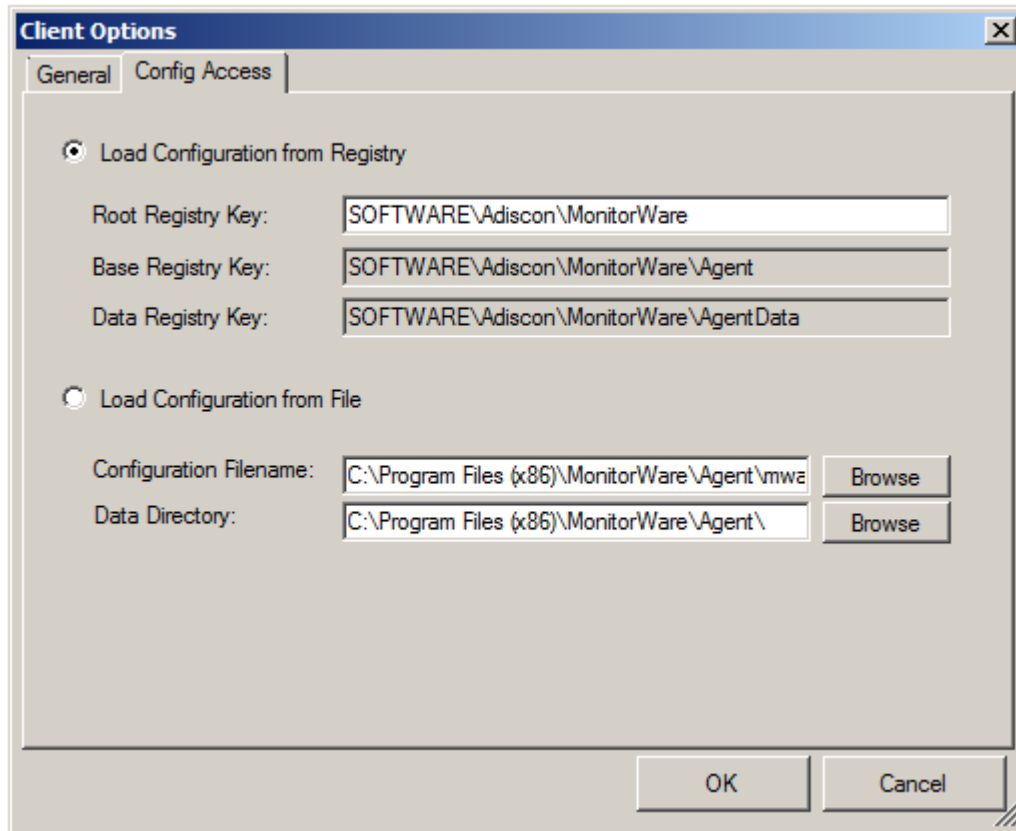 Client Options
General Config Access
Load Configuration from Registry
Root Registry Key: SOFTWARE\Adiscon\MonitorWare
Base Registry Key: SOFTWARE\Adiscon\MonitorWare\Agent
Data Registry Key: SOFTWARE\Adiscon\MonitorWare\AgentData
Load Configuration from File
Configuration Filename: C:\Program Files (x86)\MonitorWare\Agent\mwa Browse
Data Directory: C:\Program Files (x86)\MonitorWare\Agent\ Browse
OK Cancel